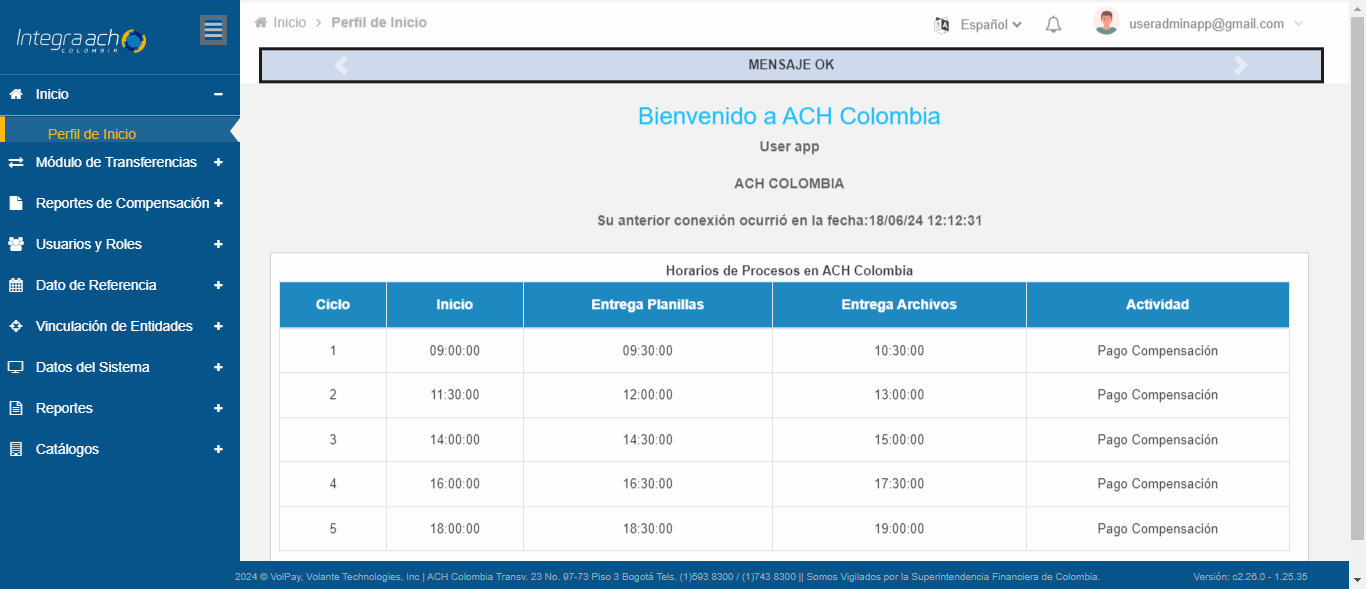 Integra ach
COLOMBIA
Inicio
Perfil de Inicio
Módulo de Transferencias
Reportes de Compensación
Usuarios y Roles
Dato de Referencia
Vinculación de Entidades
Datos del Sistema
Reportes
Catálogos
Inicio > Perfil de Inicio
Español
useradminapp@gmail.com
MENSAJE OK
Bienvenido a ACH Colombia
User app
ACH COLOMBIA
Su anterior conexión ocurrió en la fecha:18/06/24 12:12:31
Horarios de Procesos en ACH Colombia
Ciclo Inicio Entrega Planillas Entrega Archivos Actividad
1 09:00:00 09:30:00 10:30:00 Pago Compensación
2 11:30:00 12:00:00 13:00:00 Pago Compensación
3 14:00:00 14:30:00 15:00:00 Pago Compensación
4 16:00:00 16:30:00 17:30:00 Pago Compensación
5 18:00:00 18:30:00 19:00:00 Pago Compensación
2024 © VolPay, Volante Technologies, Inc | ACH Colombia Transv. 23 No. 97-73 Piso 3 Bogotá Tels. (1)593 8300 / (1)743 8300 || Somos Vigilados por la Superintendencia Financiera de Colombia. Versión: c2.26.0 - 1.25.35